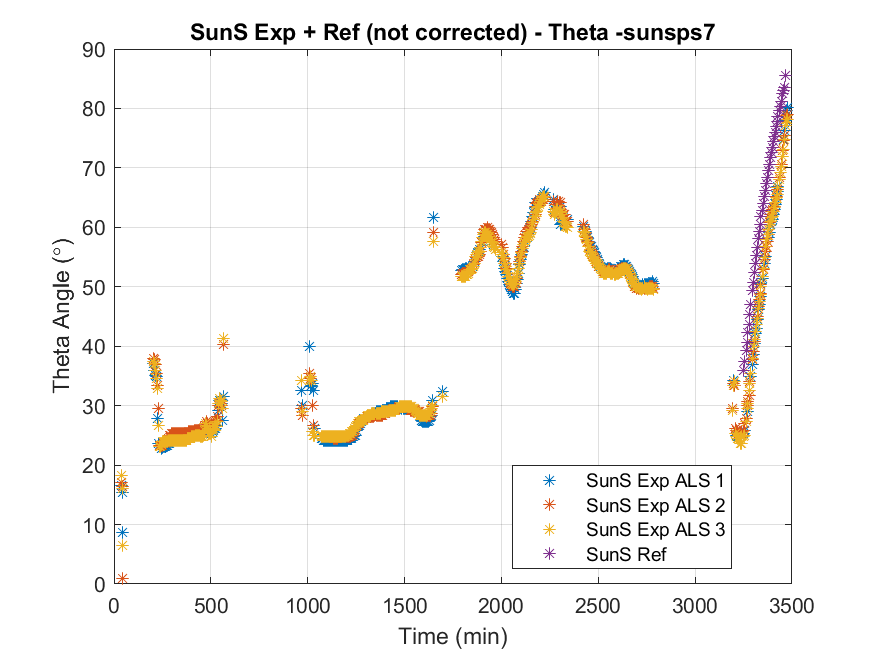 SunS Exp + Ref (not corrected) - Theta -sunsps7
90
80
70
60
50
40
30
20
10
0
Theta Angle (°)
0 500 1000 1500 2000 2500 3000 3500
Time (min)
SunS Exp ALS 1
SunS Exp ALS 2
SunS Exp ALS 3
SunS Ref